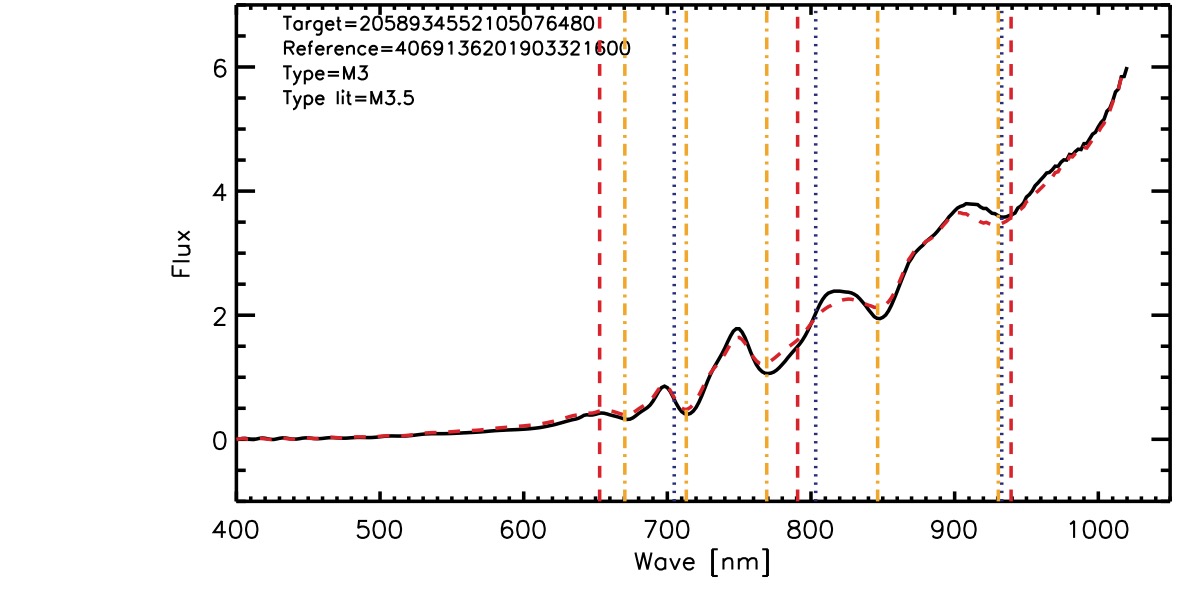 Target=2058934552105076480
Reference=4069136201903321600
Type=M3
Type lit=M3.5
6
4
2
0
Flux
400 500 600 700 800 900 1000
Wave [nm]